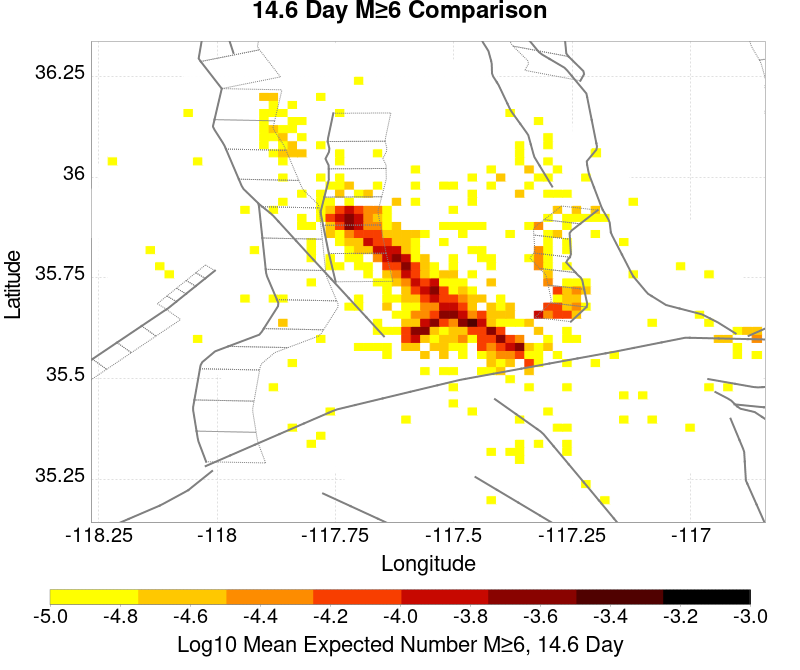 14.6 Day M≥6 Comparison
36.25
36
35.75
35.5
35.25
Latitude
-118.25 -118 -117.75 -117.5 -117.25 -117
Longitude
-5.0 -4.8 -4.6 -4.4 -4.2 -4.0 -3.8 -3.6 -3.4 -3.2 -3.0
Log10 Mean Expected Number M≥6, 14.6 Day